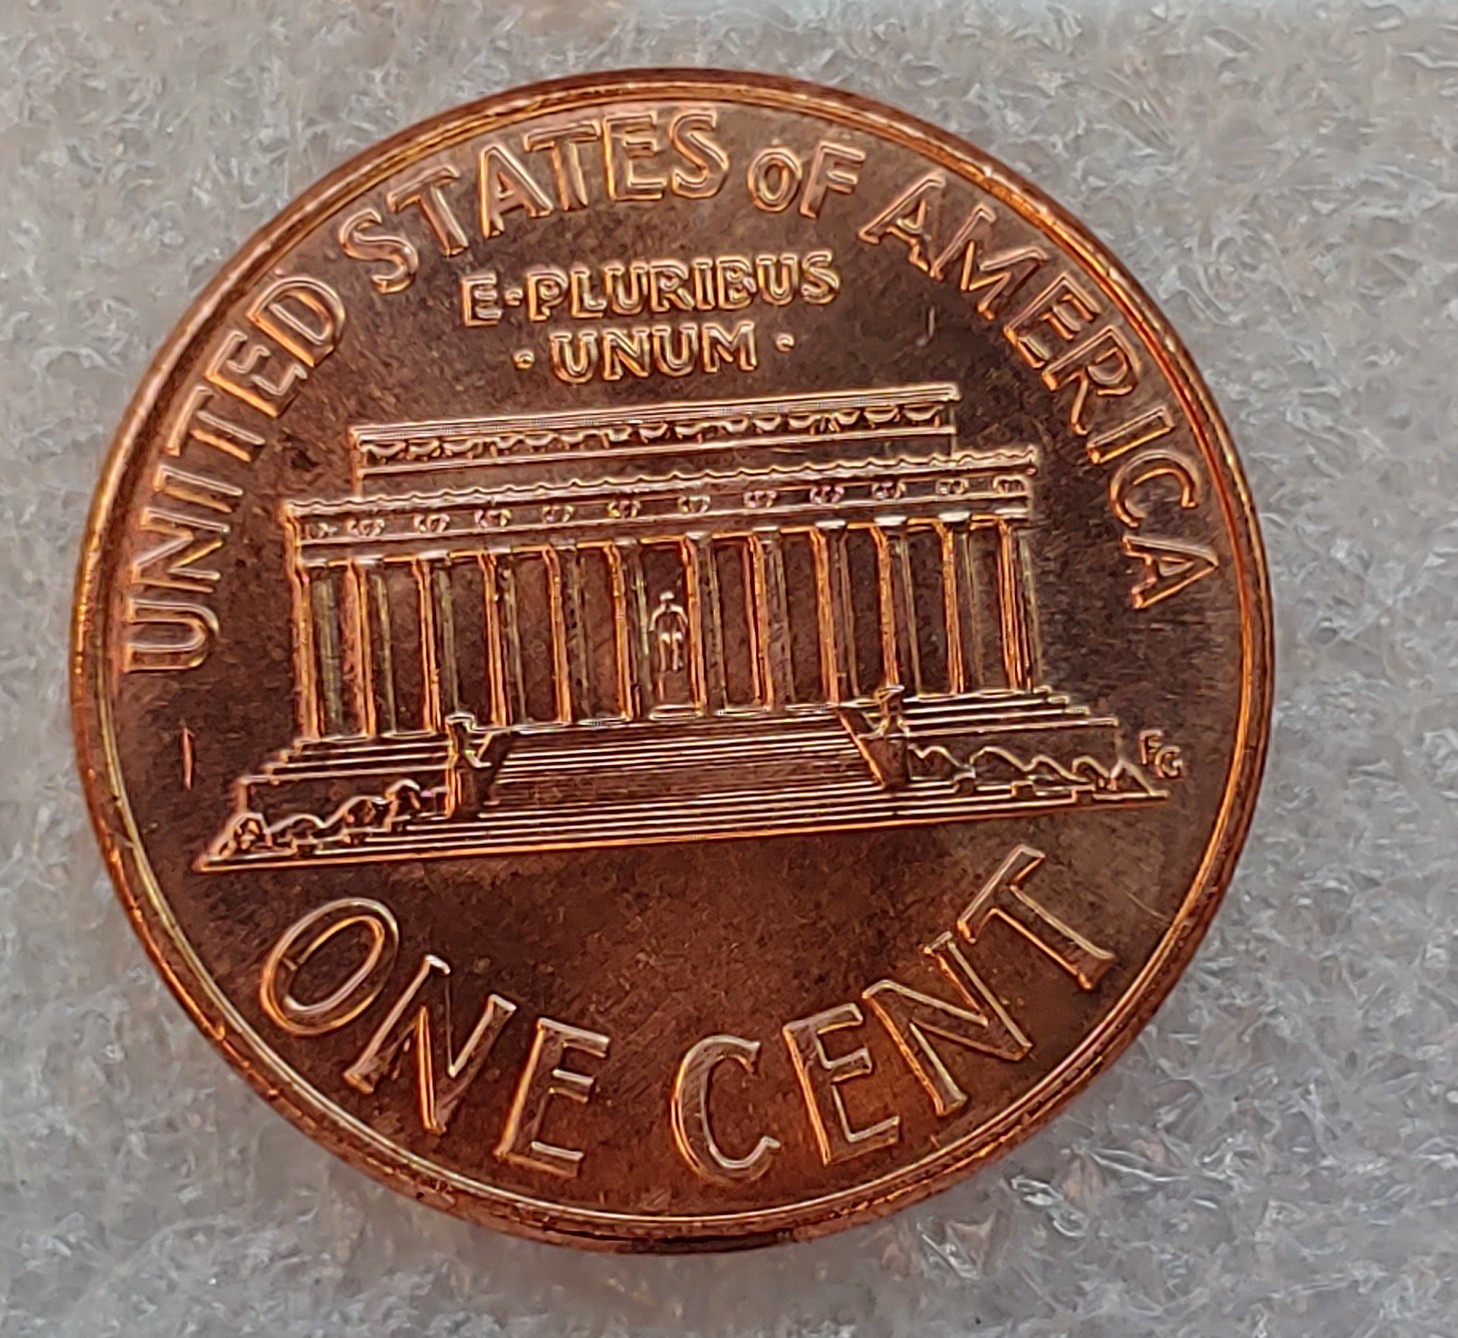 UNITED STATES OF AMERICA
E·PLURIBUS
·UNUM·
FG
ONE CENT